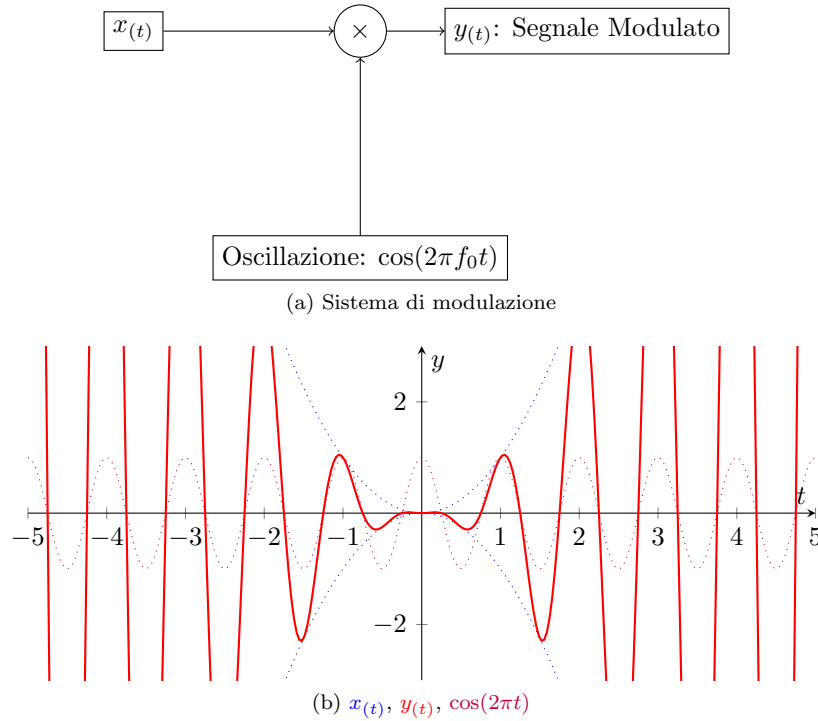 x(t) × y(t): Segnale Modulato
Oscillazione: cos(2πf₀t)
(a) Sistema di modulazione
y
2
t
−5 −4 −3 −2 −1 1 2 3 4 5
−2
(b) x(t), y(t), cos(2πt)